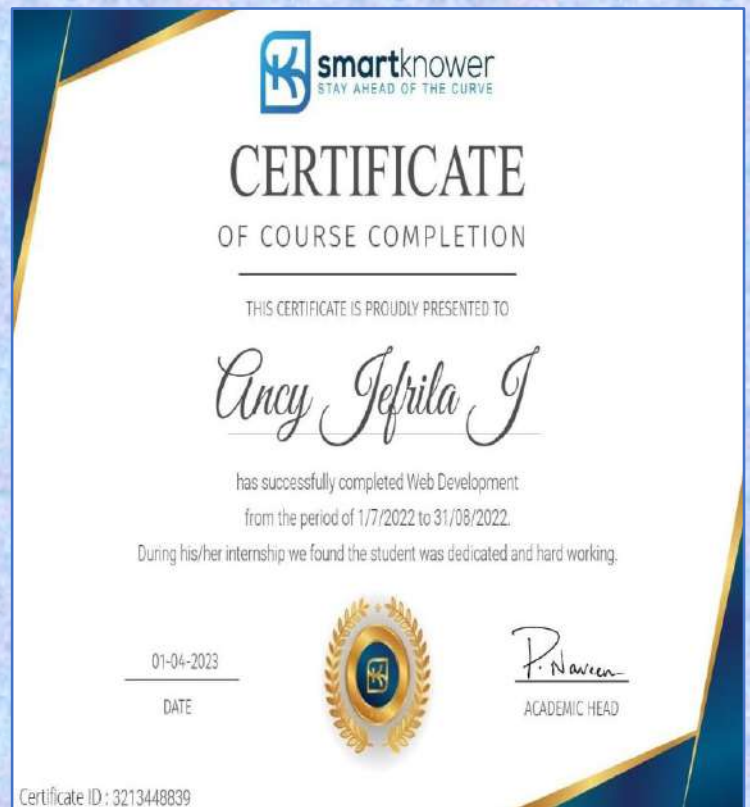 smartknower
STAY AHEAD OF THE CURVE
CERTIFICATE
OF COURSE COMPLETION
THIS CERTIFICATE IS PROUDLY PRESENTED TO
Ancy Jefrila J
has successfully completed Web Development
from the period of 1/7/2022 to 31/08/2022.
During his/her internship we found the student was dedicated and hard working.
01-04-2023
DATE
P. Naveen
ACADEMIC HEAD
Certificate ID : 3213448839